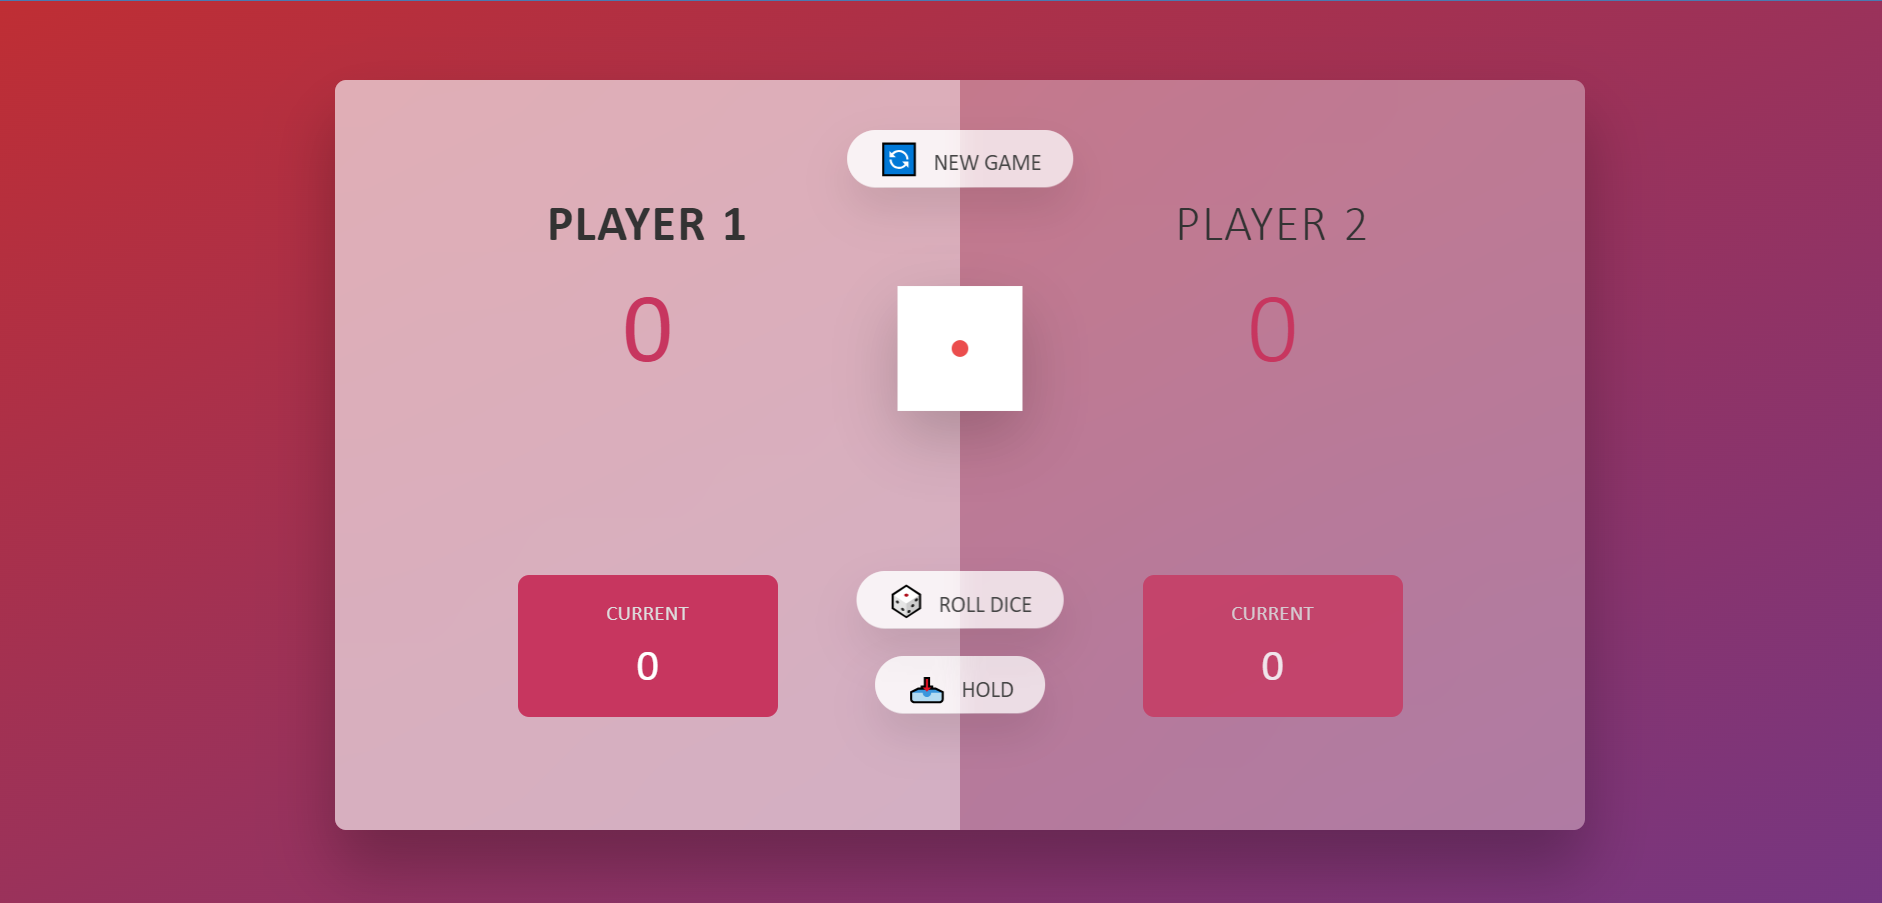 NEW GAME
PLAYER 1
PLAYER 2
0
0
ROLL DICE
CURRENT
0
CURRENT
0
HOLD